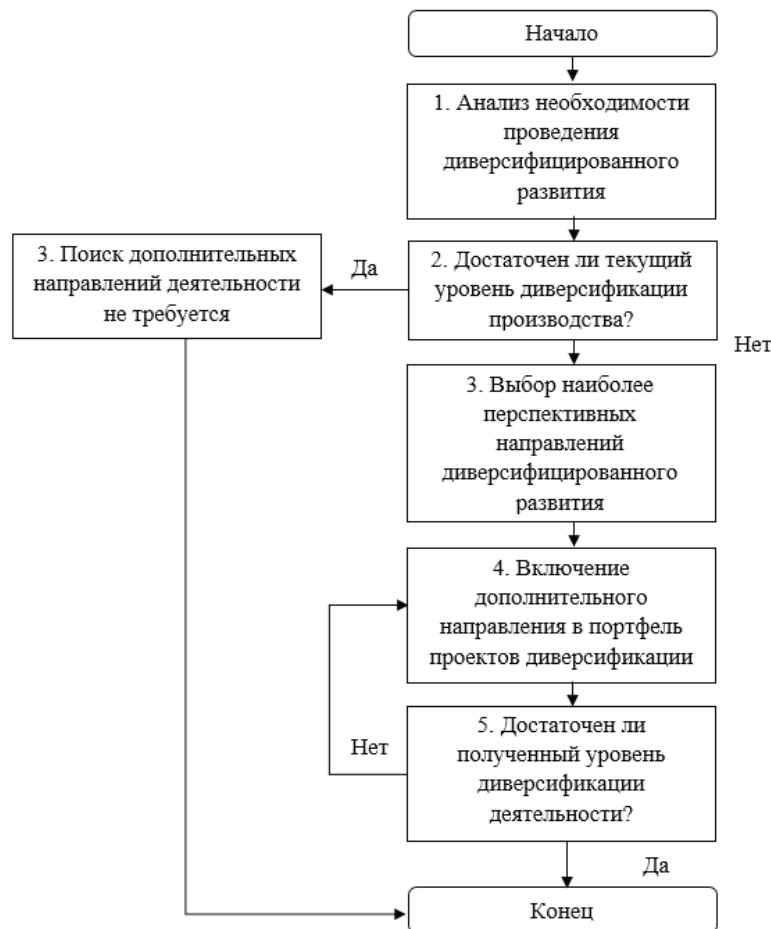 Начало
1. Анализ необходимости
проведения
диверсифицированного
развития
3. Поиск дополнительных
направлений деятельности
не требуется
Да
2. Достаточен ли текущий
уровень диверсификации
производства?
Нет
3. Выбор наиболее
перспективных
направлений
диверсифицированного
развития
4. Включение
дополнительного
направления в портфель
проектов диверсификации
Нет
5. Достаточен ли
полученный уровень
диверсификации
деятельности?
Да
Конец